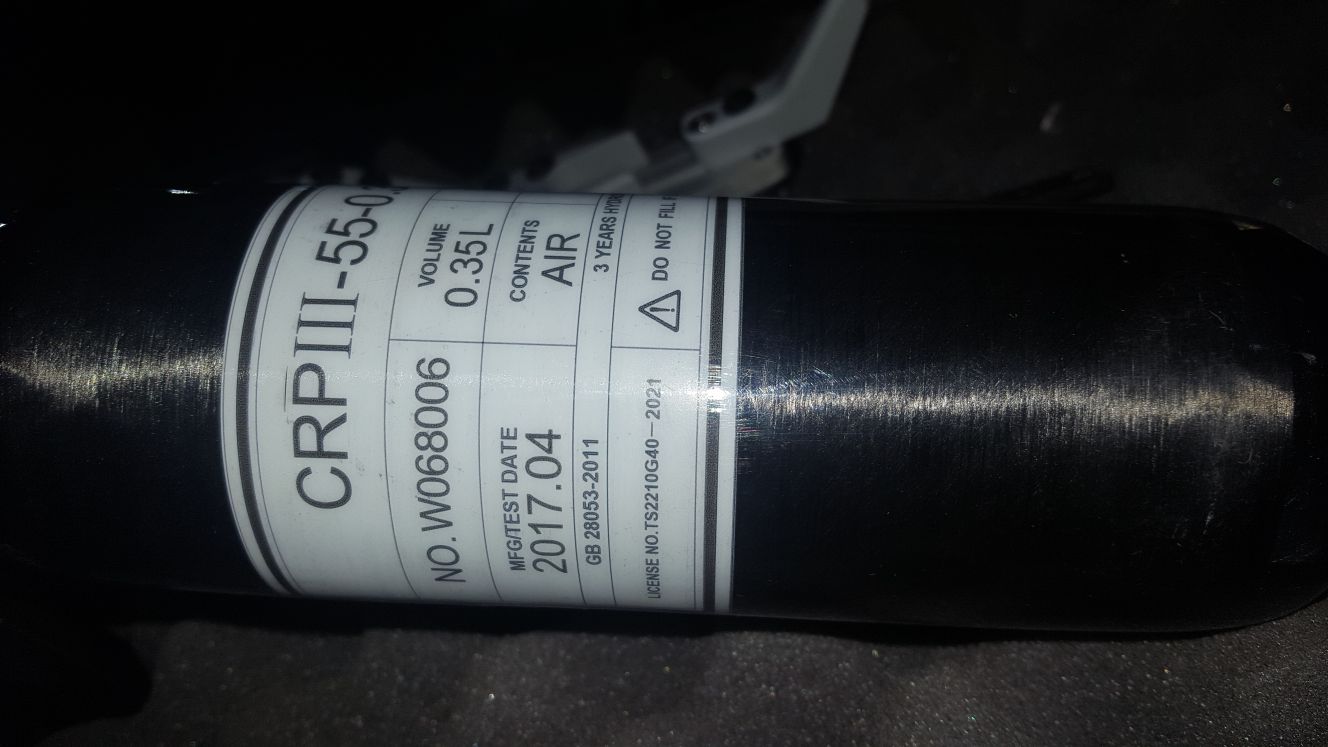 CRPIII-55-0.
NO.W068006
VOLUME
0.35L
MFG/TEST DATE
2017.04
CONTENTS
AIR
GB 28053-2011
3 YEARS
LICENSE NO.TS2210G40-2021
DO NOT FILL